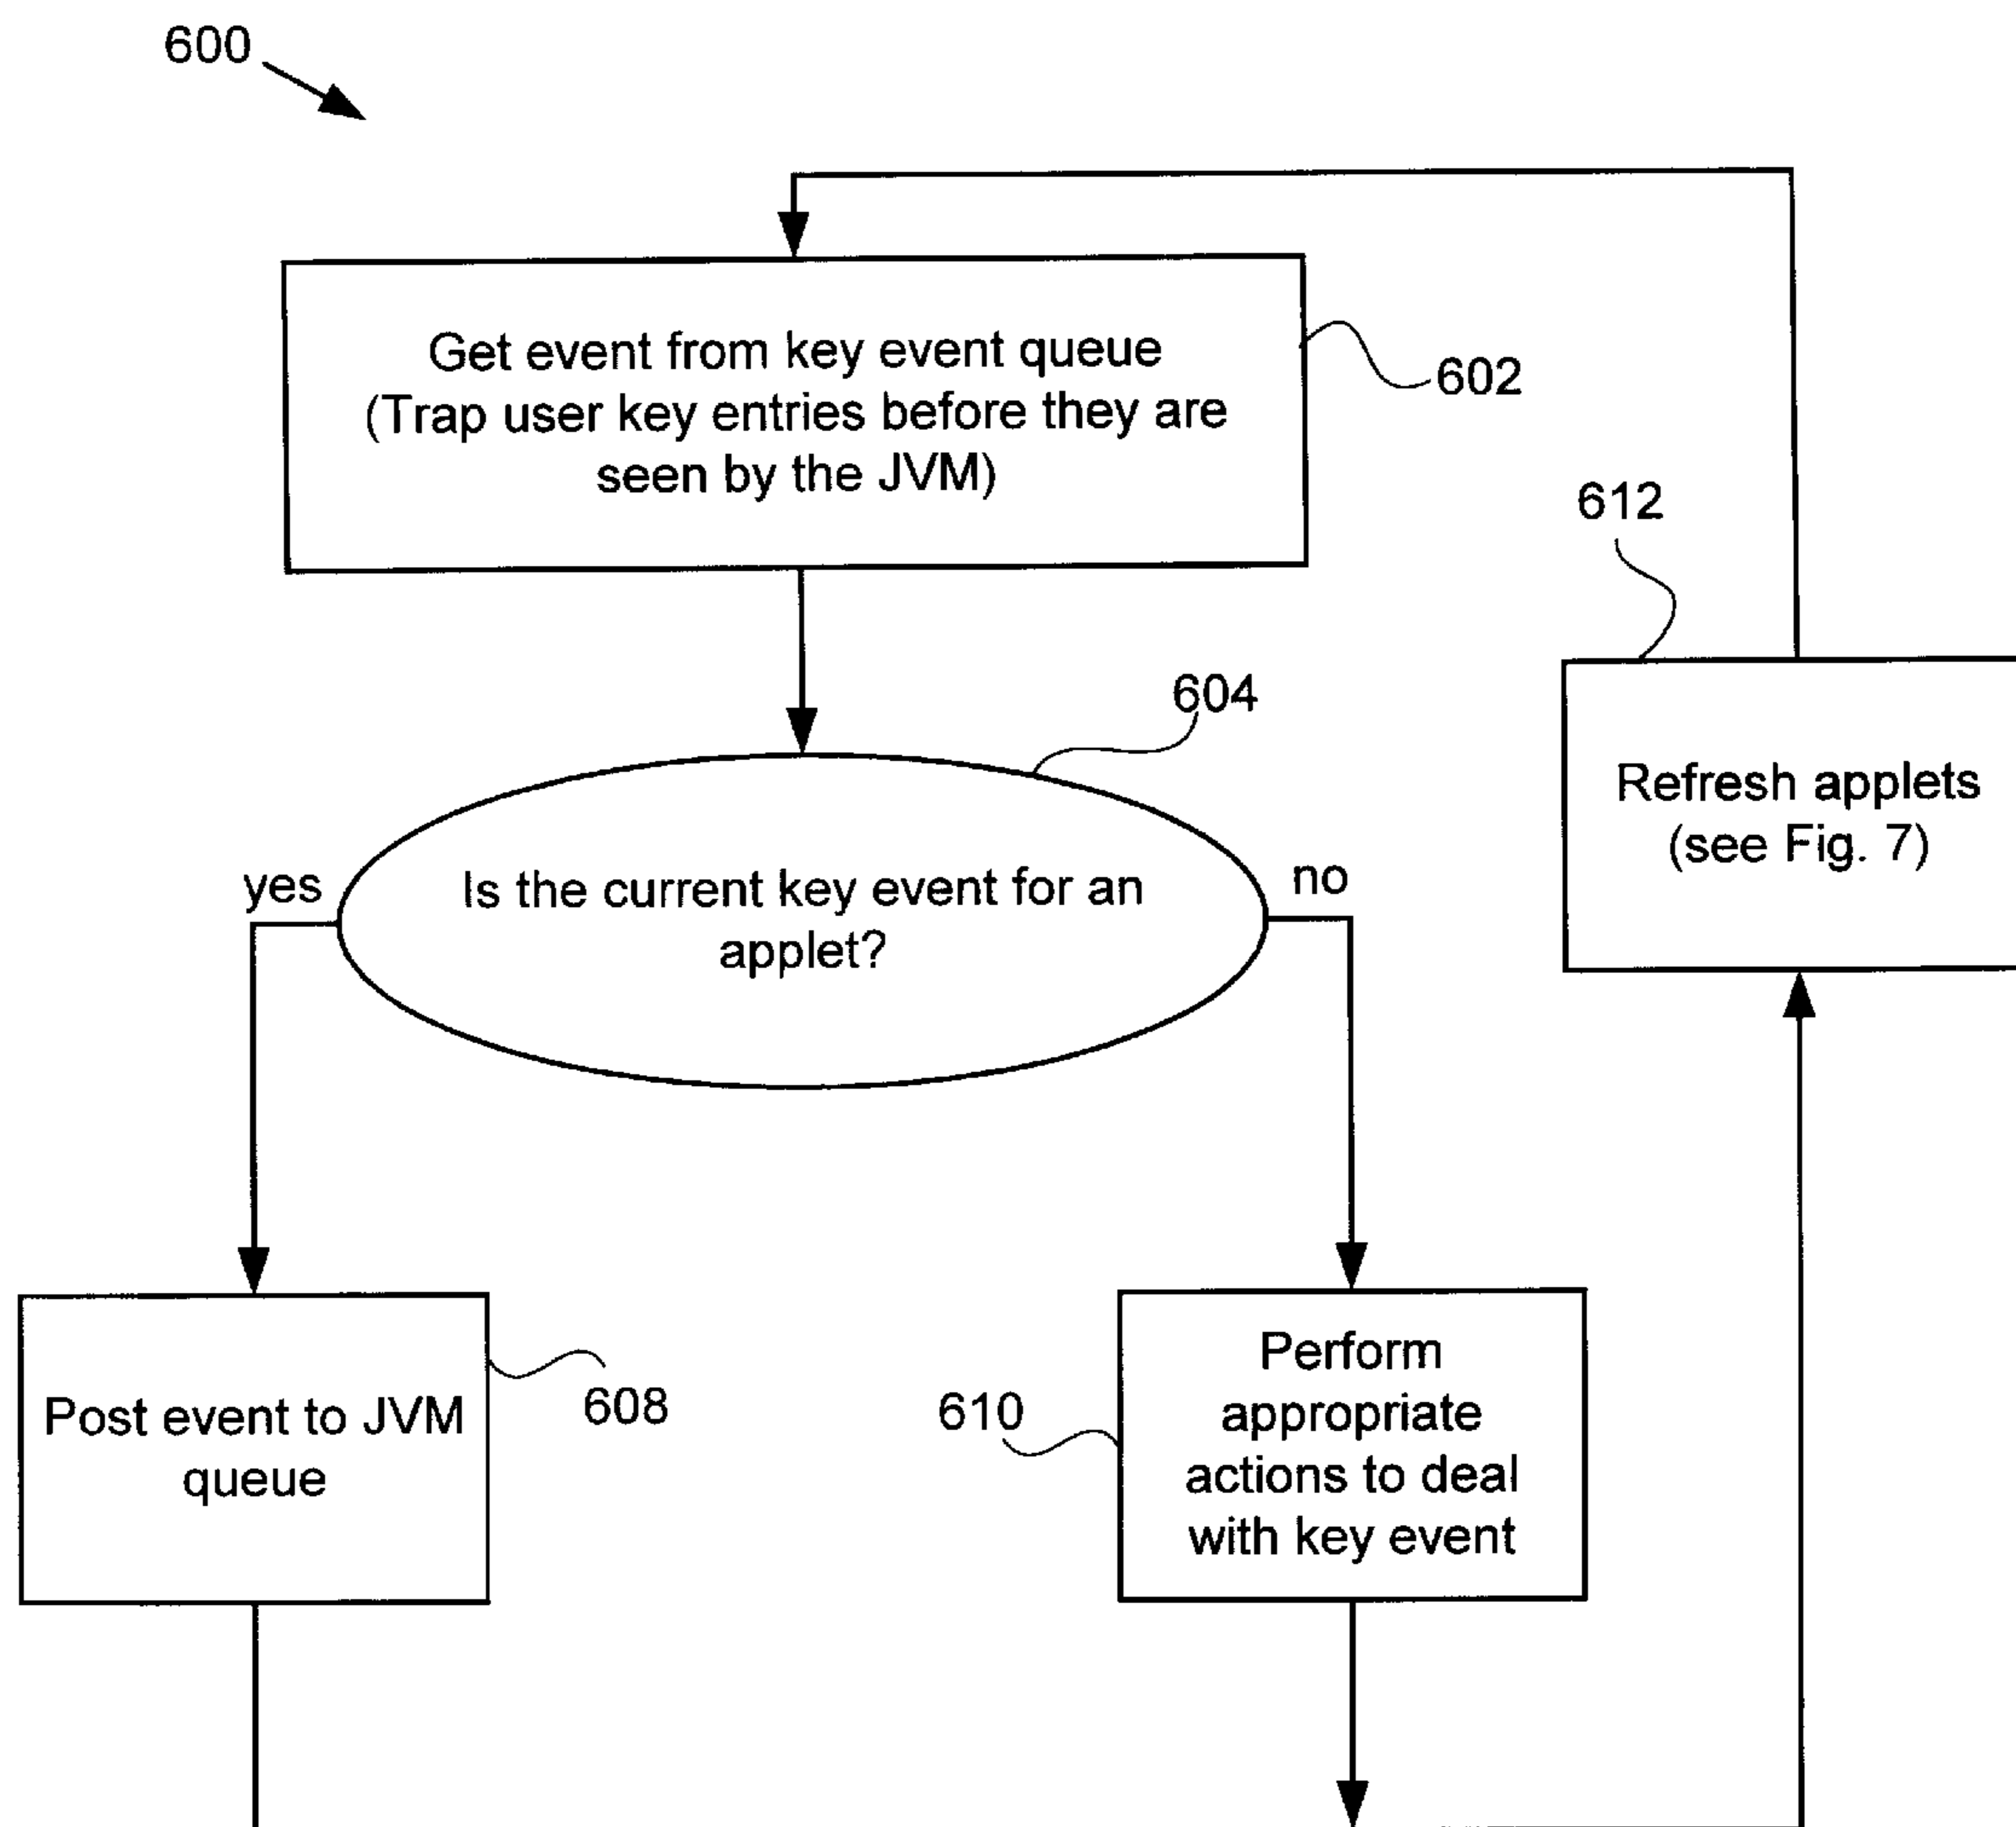 600
Get event from key event queue
(Trap user key entries before they are
seen by the JVM)
602
612
604
Refresh applets
(see Fig. 7)
yes
Is the current key event for an
applet?
no
Post event to JVM
queue
608
610
Perform
appropriate
actions to deal
with key event